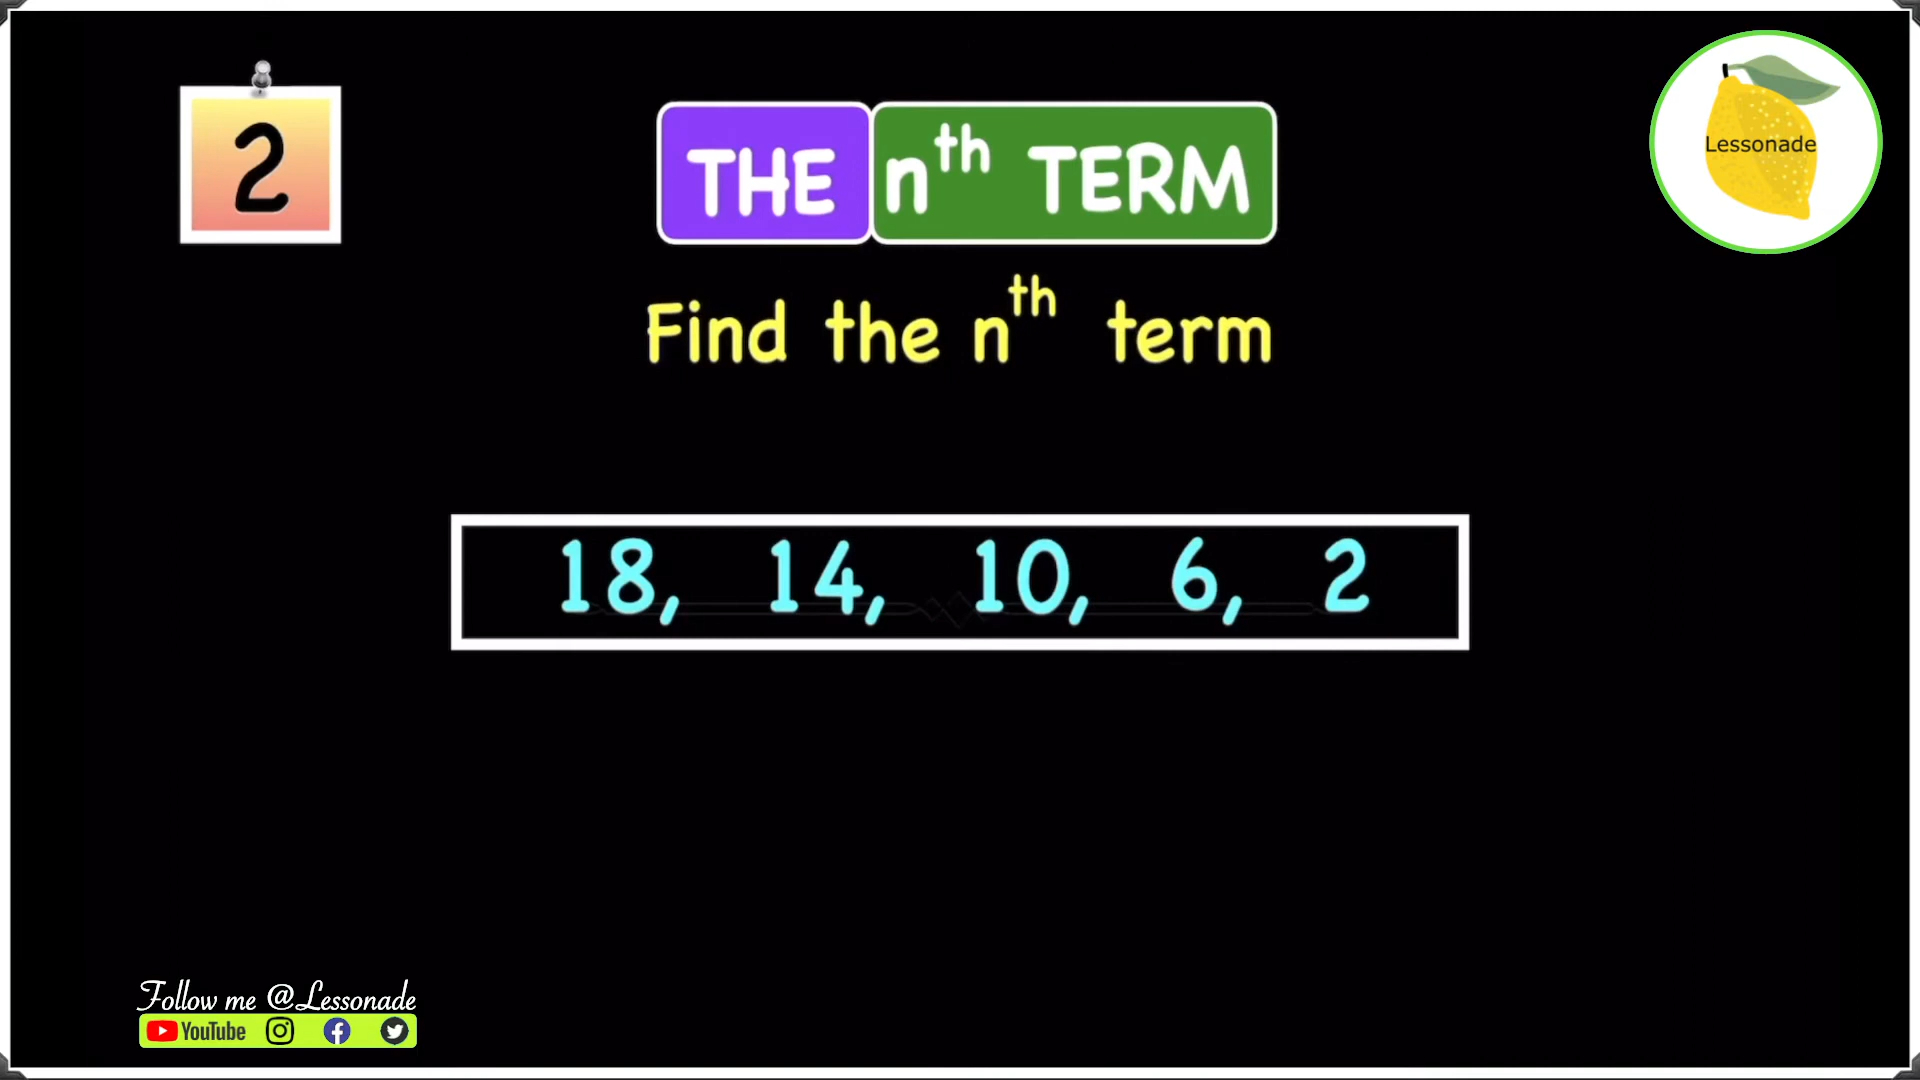 2
THE nth TERM
Lessonade
Find the nth term
18, 14, 10, 6, 2
Follow me @Lessonade
YouTube